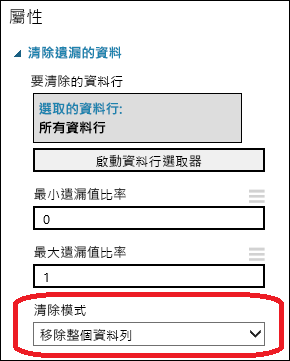 屬性
清除遺漏的資料
要清除的資料行
選取的資料行:
所有資料行
啟動資料行選取器
最小遺漏值比率
0
最大遺漏值比率
1
清除模式
移除整個資料列